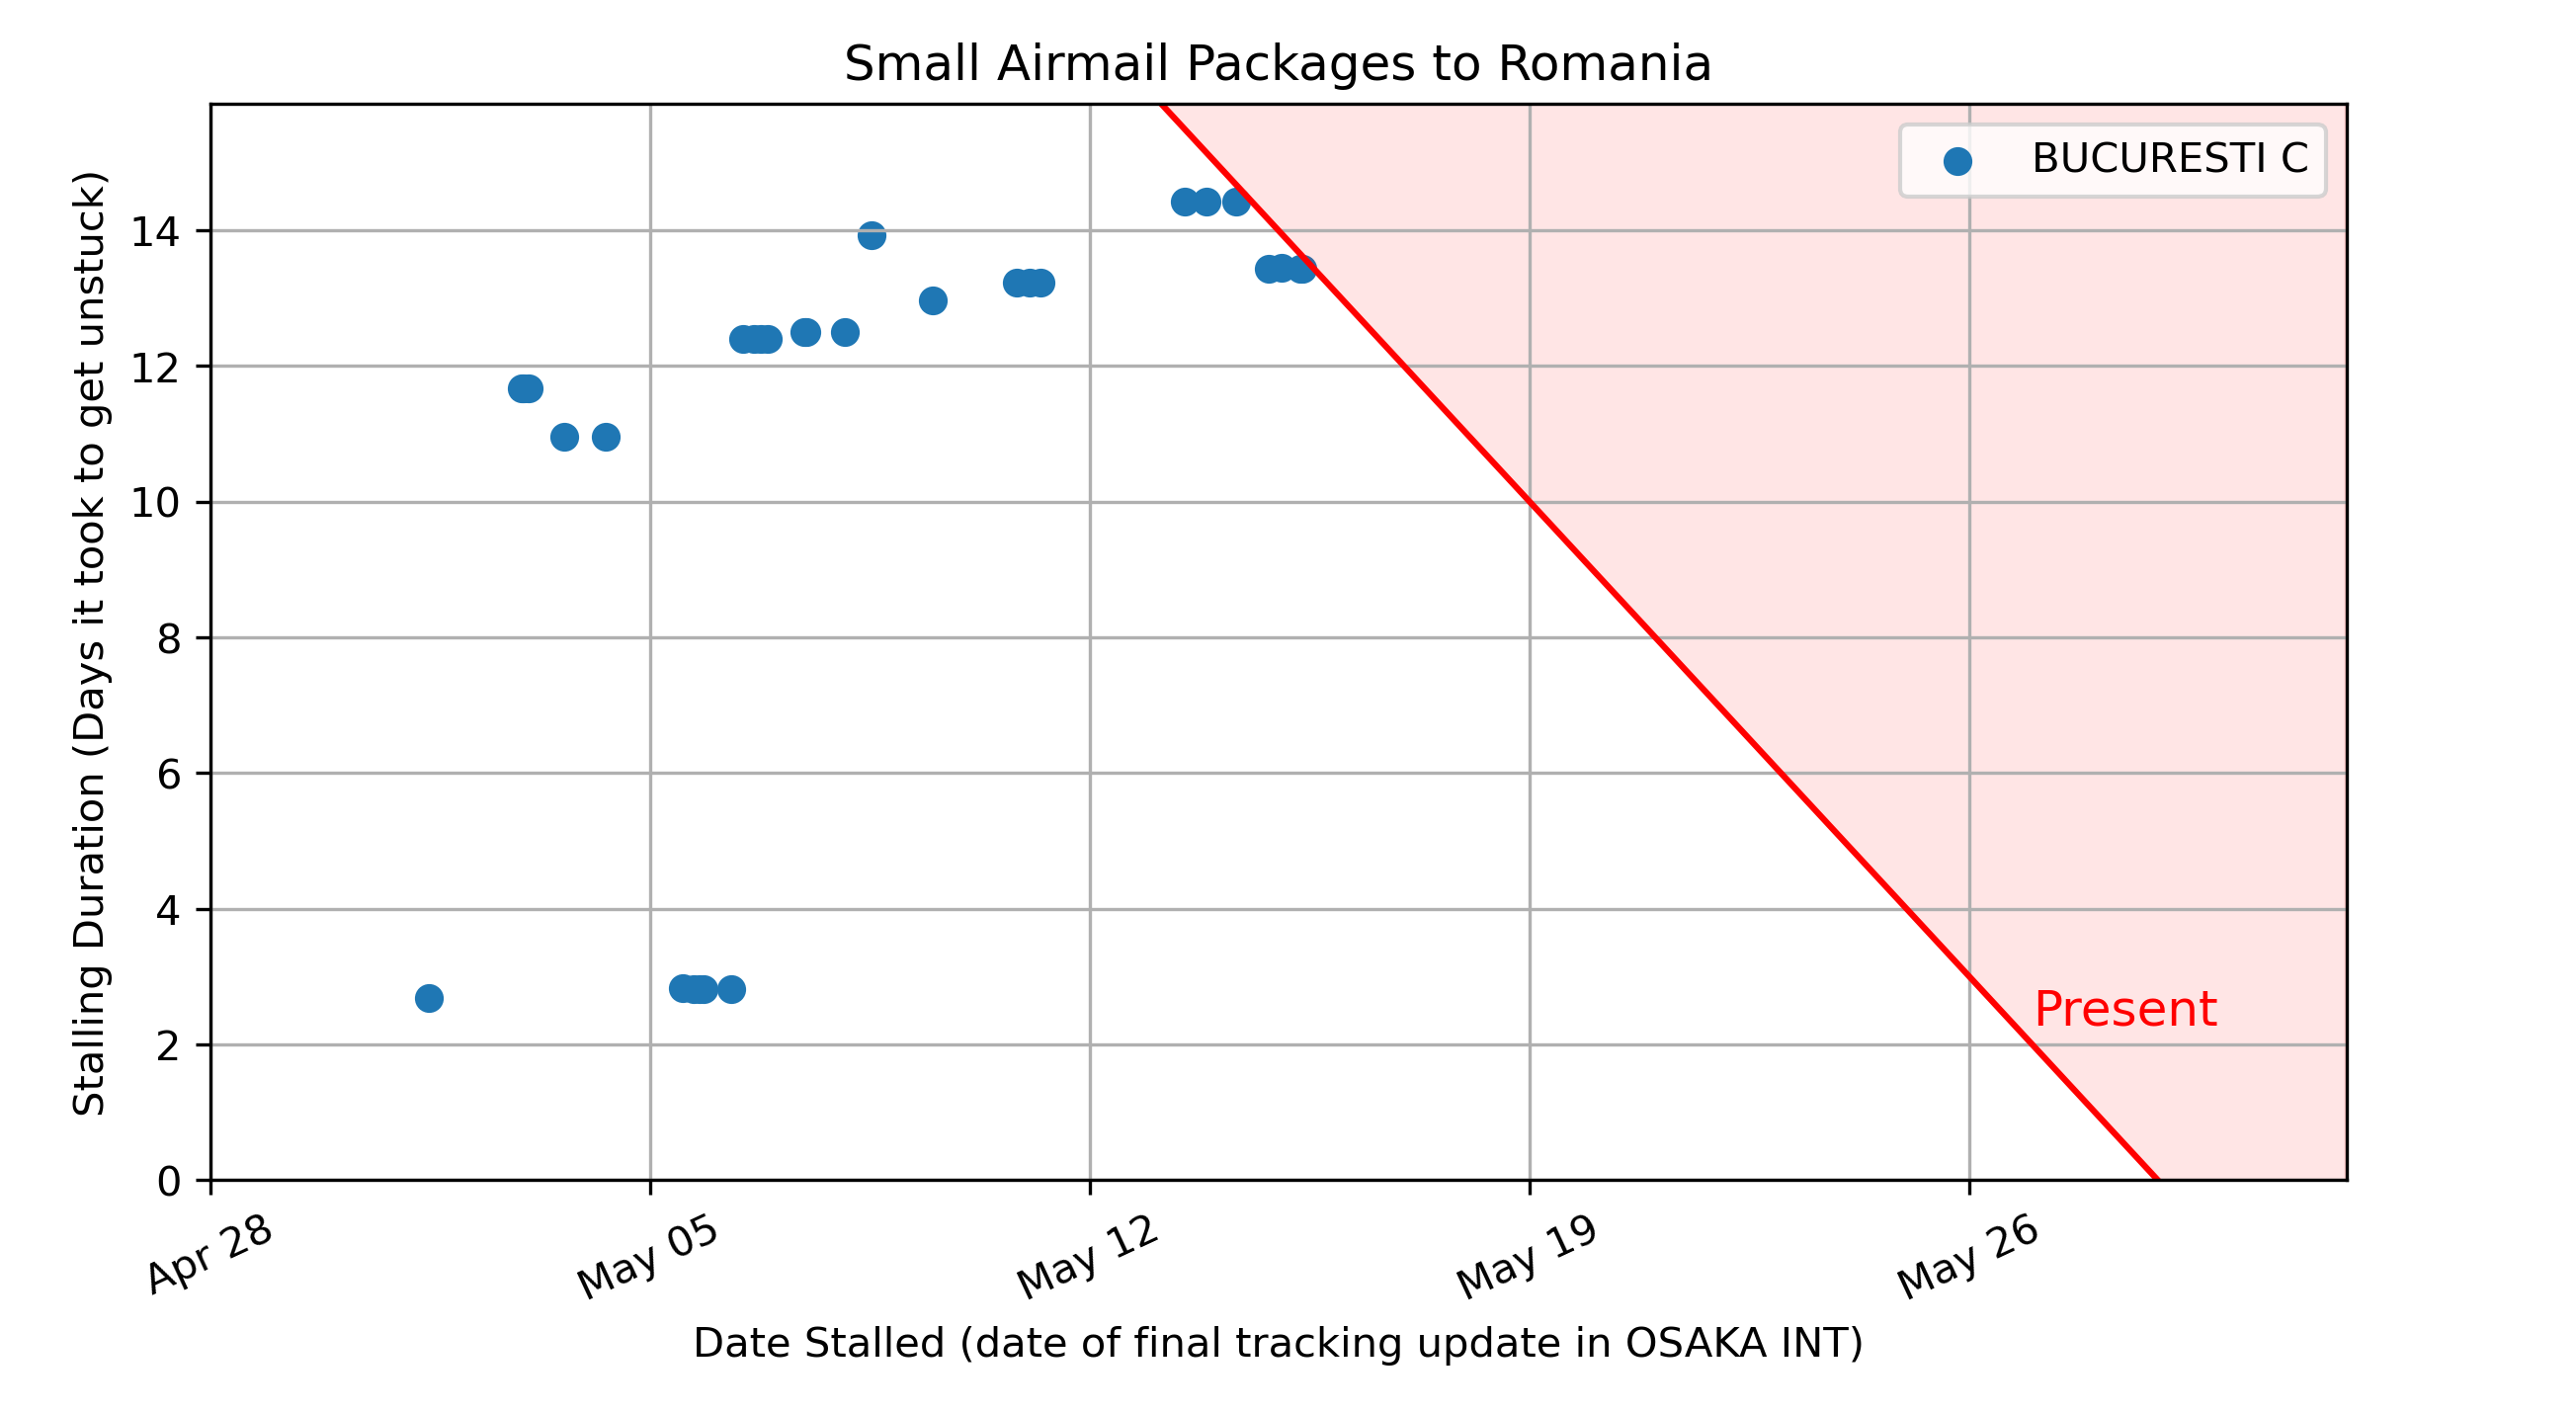 Small Airmail Packages to Romania
BUCURESTI C
Stalling Duration (Days it took to get unstuck)
14
12
10
8
6
4
2
0
Present
Apr 28
May 05
May 12
May 19
May 26
Date Stalled (date of final tracking update in OSAKA INT)